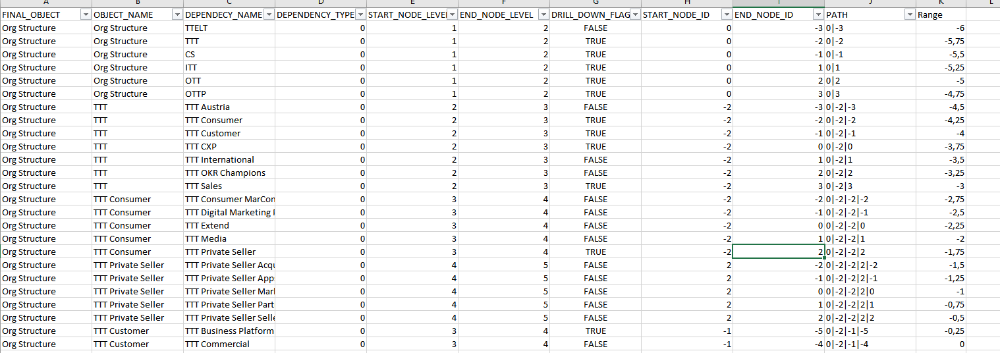 A B C D E F G H I J K L
FINAL_OBJECT OBJECT_NAME DEPENDECY_NAME DEPENDENCY_TYPE START_NODE_LEVEL END_NODE_LEVEL DRILL_DOWN_FLAG START_NODE_ID END_NODE_ID PATH Range
Org Structure Org Structure TTELT 0 1 2 FALSE 0 -3 0|-3 -6
Org Structure Org Structure TTT 0 1 2 TRUE 0 -2 0|-2 -5,75
Org Structure Org Structure CS 0 1 2 TRUE 0 -1 0|-1 -5,5
Org Structure Org Structure ITT 0 1 2 TRUE 0 1 0|1 -5,25
Org Structure Org Structure OTT 0 1 2 TRUE 0 2 0|2 -5
Org Structure Org Structure OTTP 0 1 2 TRUE 0 3 0|3 -4,75
Org Structure TTT TTT Austria 0 2 3 FALSE -2 -3 0|-2|-3 -4,5
Org Structure TTT TTT Consumer 0 2 3 TRUE -2 -2 0|-2|-2 -4,25
Org Structure TTT TTT Customer 0 2 3 TRUE -2 -1 0|-2|-1 -4
Org Structure TTT TTT CXP 0 2 3 TRUE -2 0 0|-2|0 -3,75
Org Structure TTT TTT International 0 2 3 FALSE -2 1 0|-2|1 -3,5
Org Structure TTT TTT OKR Champions 0 2 3 FALSE -2 2 0|-2|2 -3,25
Org Structure TTT TTT Sales 0 2 3 TRUE -2 3 0|-2|3 -3
Org Structure TTT Consumer TTT Consumer MarCom 0 3 4 FALSE -2 -2 0|-2|-2|-2 -2,75
Org Structure TTT Consumer TTT Digital Marketing 0 3 4 FALSE -2 -1 0|-2|-2|-1 -2,5
Org Structure TTT Consumer TTT Extend 0 3 4 FALSE -2 0 0|-2|-2|0 -2,25
Org Structure TTT Consumer TTT Media 0 3 4 FALSE -2 1 0|-2|-2|1 -2
Org Structure TTT Consumer TTT Private Seller 0 3 4 TRUE -2 2 0|-2|-2|2 -1,75
Org Structure TTT Private Seller TTT Private Seller Acqu 0 4 5 FALSE 2 -2 0|-2|-2|2|-2 -1,5
Org Structure TTT Private Seller TTT Private Seller App 0 4 5 FALSE 2 -1 0|-2|-2|2|-1 -1,25
Org Structure TTT Private Seller TTT Private Seller Mar 0 4 5 FALSE 2 0 0|-2|-2|2|0 -1
Org Structure TTT Private Seller TTT Private Seller Part 0 4 5 FALSE 2 1 0|-2|-2|2|1 -0,75
Org Structure TTT Private Seller TTT Private Seller Selle 0 4 5 FALSE 2 2 0|-2|-2|2|2 -0,5
Org Structure TTT Customer TTT Business Platform 0 3 4 TRUE -1 -5 0|-2|-1|-5 -0,25
Org Structure TTT Customer TTT Commercial 0 3 4 FALSE -1 -4 0|-2|-1|-4 0